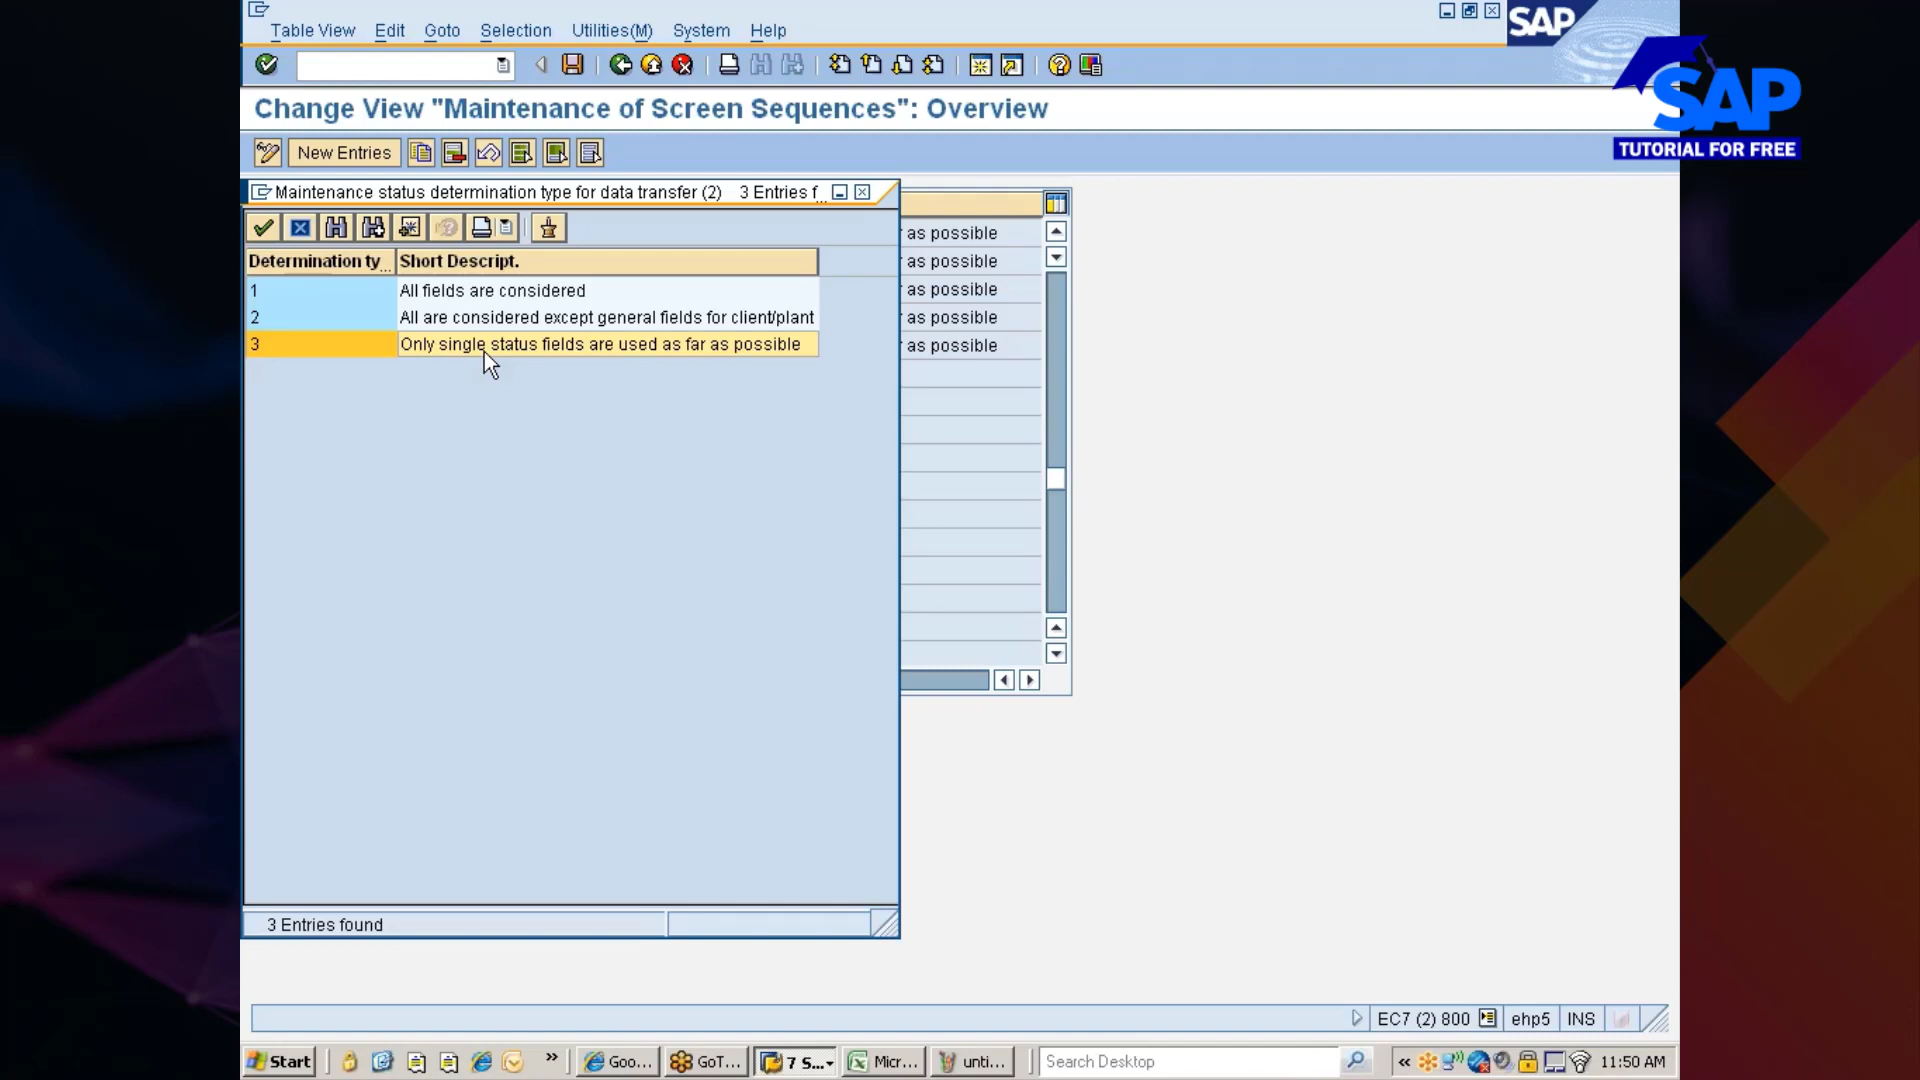 Table View Edit Goto Selection Utilities(M) System Help
SAP
SAP
TUTORIAL FOR FREE
Change View "Maintenance of Screen Sequences": Overview
New Entries
Maintenance status determination type for data transfer (2) 3 Entries f...
Determination ty... Short Descript.
1 All fields are considered
2 All are considered except general fields for client/plant
3 Only single status fields are used as far as possible
as possible
as possible
as possible
as possible
as possible
3 Entries found
EC7 (2) 800 ehp5 INS
Start » Goo... GoT... 7 S... Micr... unti... Search Desktop « 11:50 AM